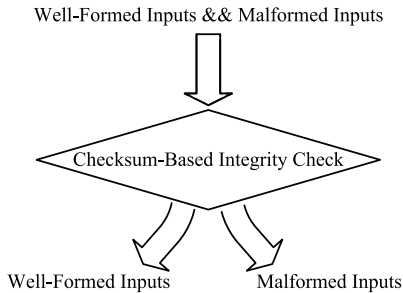 Well-Formed Inputs && Malformed Inputs
Checksum-Based Integrity Check
Well-Formed Inputs
Malformed Inputs